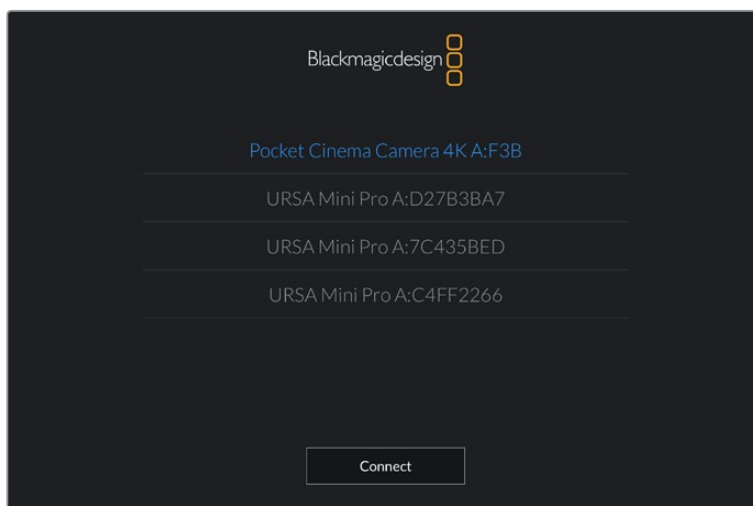 Blackmagicdesign
Pocket Cinema Camera 4K A:F3B
URSA Mini Pro A:D27B3BA7
URSA Mini Pro A:7C435BED
URSA Mini Pro A:C4FF2266
Connect